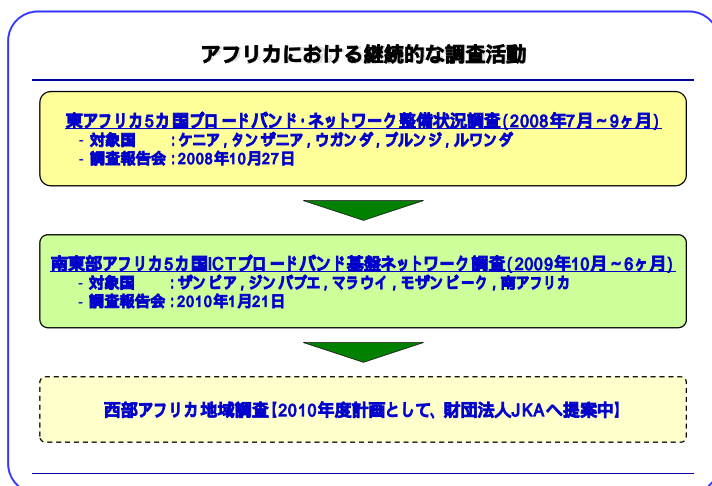 アフリカにおける継続的な調査活動
東アフリカ5カ国ブロードバンド・ネットワーク整備状況調査(2008年7月~9ヶ月)
- 対象国 :ケニア,タンザニア,ウガンダ,ブルンジ,ルワンダ
- 調査報告会:2008年10月27日
南東部アフリカ5カ国ICTブロードバンド基盤ネットワーク調査(2009年10月~6ヶ月)
- 対象国 :ザンビア,ジンバブエ,マラウイ,モザンビーク,南アフリカ
- 調査報告会:2010年1月21日
西部アフリカ地域調査【2010年度計画として、財団法人JKAへ提案中】